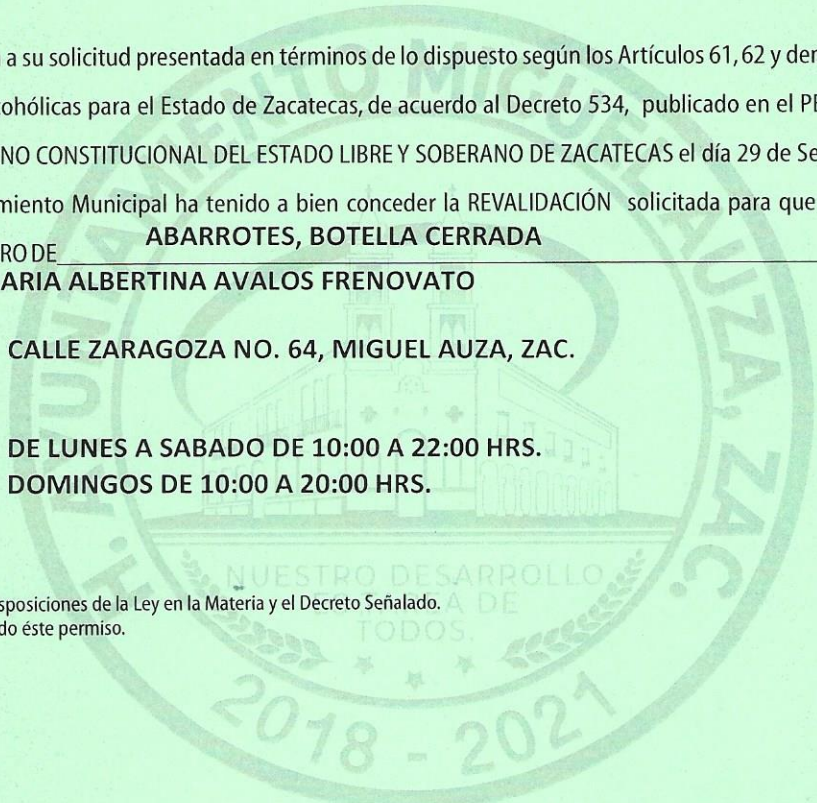 a su solicitud presentada en términos de lo dispuesto según los Artículos 61, 62 y
ohólicas para el Estado de Zacatecas, de acuerdo al Decreto 534, publicado en el
NO CONSTITUCIONAL DEL ESTADO LIBRE Y SOBERANO DE ZACATECAS el día 29 de Se
miento Municipal ha tenido a bien conceder la REVALIDACIÓN solicitada para que
RO DE ABARROTES, BOTELLA CERRADA
ARIA ALBERTINA AVALOS FRENOVATO
CALLE ZARAGOZA NO. 64, MIGUEL AUZA, ZAC.
DE LUNES A SABADO DE 10:00 A 22:00 HRS.
DOMINGOS DE 10:00 A 20:00 HRS.
sposiciones de la Ley en la Materia y el Decreto Señalado.
do éste permiso.
H. AYUNTAMIENTO MIGUEL AUZA, ZAC.
NUESTRO DESARROLLO
TODOS.
2018 - 2021